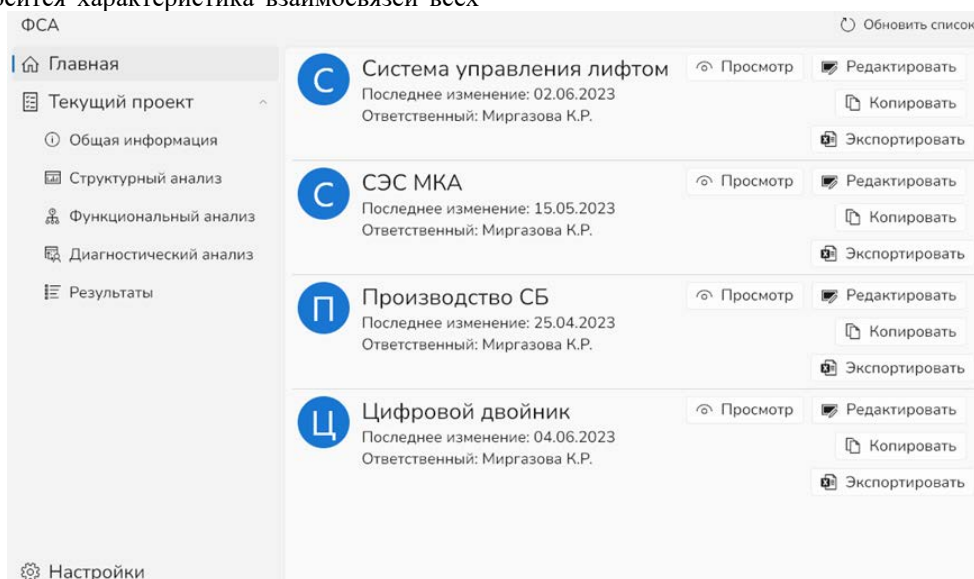 характеристика взаимосвязей всех
ФСА
Обновить список
Главная
Текущий проект
Общая информация
Структурный анализ
Функциональный анализ
Диагностический анализ
Результаты
Настройки
С
Система управления лифтом
Последнее изменение: 02.06.2023
Ответственный: Миргазова К.Р.
Просмотр
Редактировать
Копировать
Экспортировать
С
СЭС МКА
Последнее изменение: 15.05.2023
Ответственный: Миргазова К.Р.
Просмотр
Редактировать
Копировать
Экспортировать
П
Производство СБ
Последнее изменение: 25.04.2023
Ответственный: Миргазова К.Р.
Просмотр
Редактировать
Копировать
Экспортировать
Ц
Цифровой двойник
Последнее изменение: 04.06.2023
Ответственный: Миргазова К.Р.
Просмотр
Редактировать
Копировать
Экспортировать